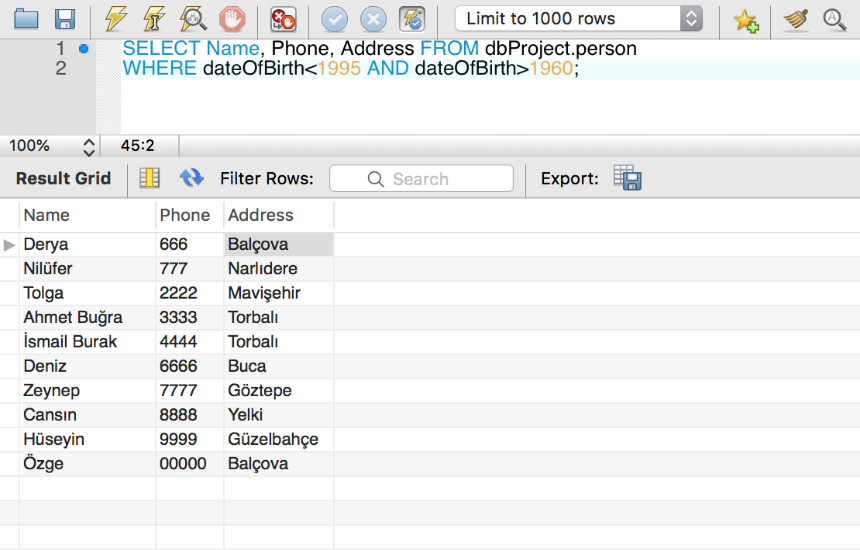 Limit to 1000 rows
1 SELECT Name, Phone, Address FROM dbProject.person
2 WHERE dateOfBirth<1995 AND dateOfBirth>1960;
100% 45:2
Result Grid Filter Rows: Search Export:
Name Phone Address
Derya 666 Balçova
Nilüfer 777 Narlıdere
Tolga 2222 Mavişehir
Ahmet Buğra 3333 Torbalı
İsmail Burak 4444 Torbalı
Deniz 6666 Buca
Zeynep 7777 Göztepe
Cansın 8888 Yelki
Hüseyin 9999 Güzelbahçe
Özge 00000 Balçova